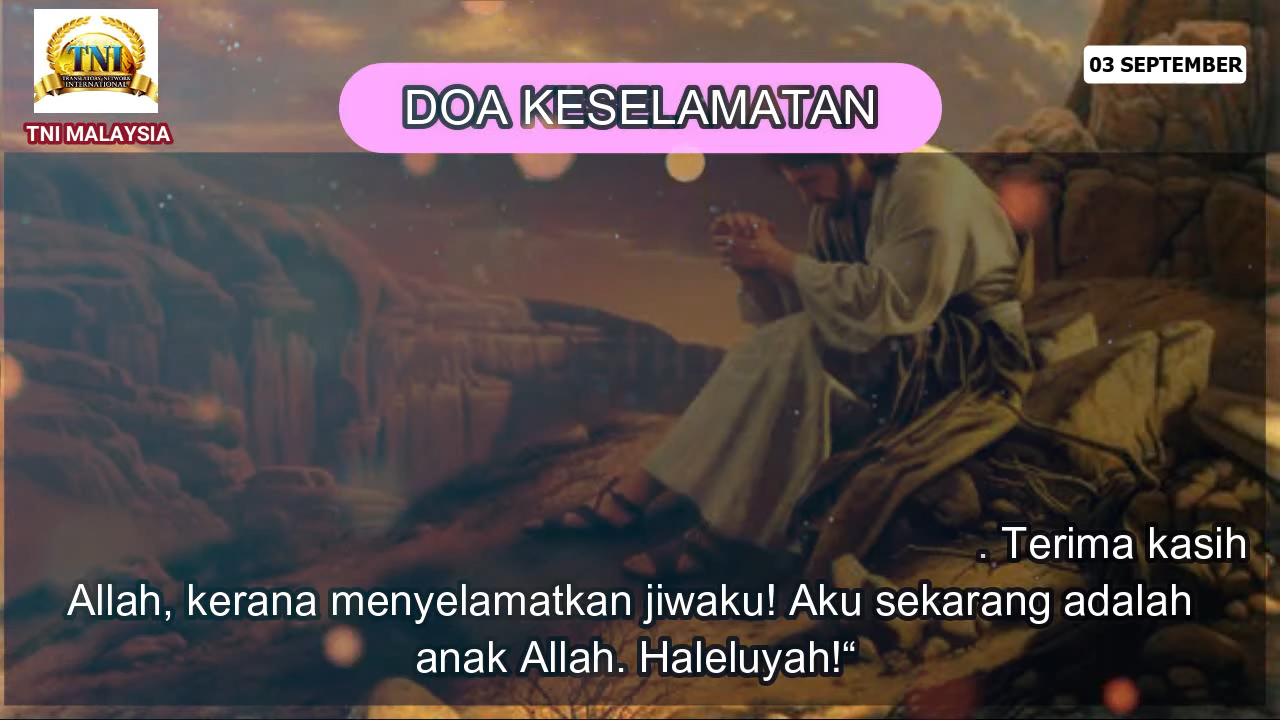 TNI
TRANSLATORS NETWORK
INTERNATIONAL
TNI MALAYSIA
DOA KESELAMATAN
03 SEPTEMBER
. Terima kasih
Allah, kerana menyelamatkan jiwaku! Aku sekarang adalah
anak Allah. Haleluyah!“